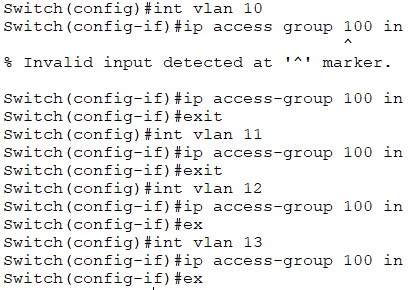 Switch(config)#int vlan 10
Switch(config-if)#ip access group 100 in
^
% Invalid input detected at '^' marker.
Switch(config-if)#ip access-group 100 in
Switch(config-if)#exit
Switch(config)#int vlan 11
Switch(config-if)#ip access-group 100 in
Switch(config-if)#exit
Switch(config)#int vlan 12
Switch(config-if)#ip access-group 100 in
Switch(config-if)#ex
Switch(config)#int vlan 13
Switch(config-if)#ip access-group 100 in
Switch(config-if)#ex